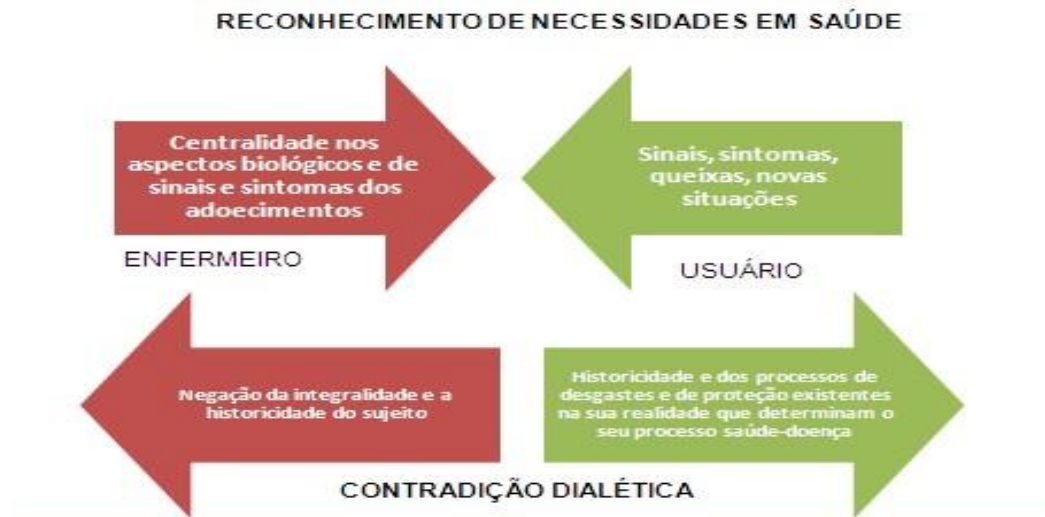 RECONHECIMENTO DE NECESSIDADES EM SAÚDE
Centralidade nos
aspectos biológicos e de
sinais e sintomas dos
adoecimentos
Sinais, sintomas,
queixas, novas
situações
ENFERMEIRO
USUÁRIO
Negação da integralidade e a
historicidade do sujeito
Historicidade e dos processos de
desgastes e de proteção existentes
na sua realidade que determinam o
seu processo saúde-doença
CONTRADIÇÃO DIALÉTICA